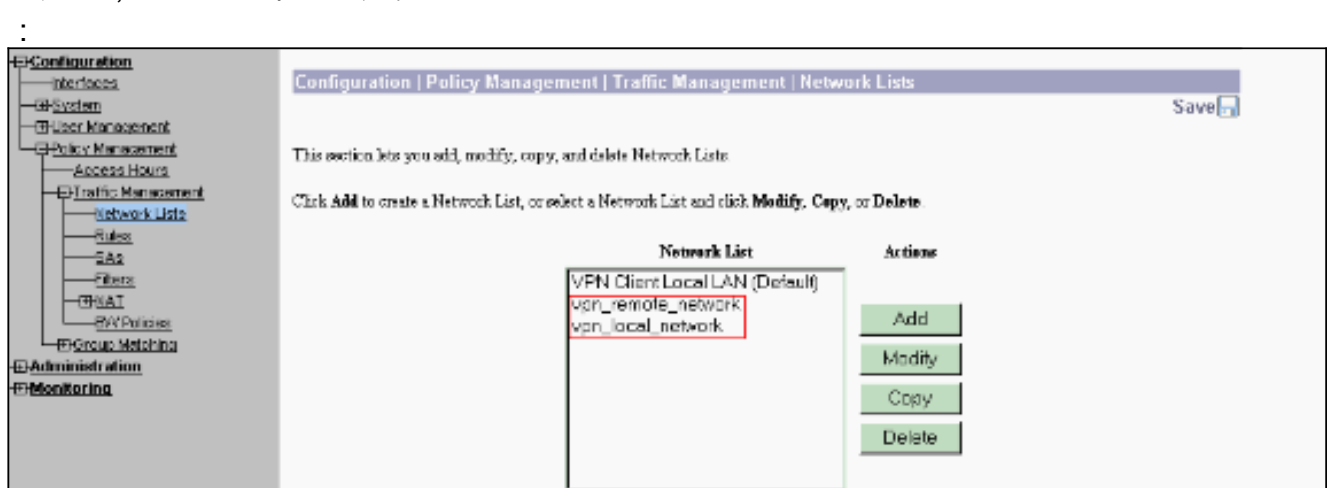 :
Configuration
Interfaces
System
User Management
Policy Management
Access Hours
Traffic Management
Network Lists
Rules
SAs
Filters
NAT
BW Policies
Group Matching
Administration
Monitoring
Configuration | Policy Management | Traffic Management | Network Lists
Save
This section lets you add, modify, copy, and delete Network Lists.
Click Add to create a Network List, or select a Network List and click Modify, Copy, or Delete.
Network List
Actions
VPN Client Local LAN (Default)
vpn_remote_network
vpn_local_network
Add
Modify
Copy
Delete